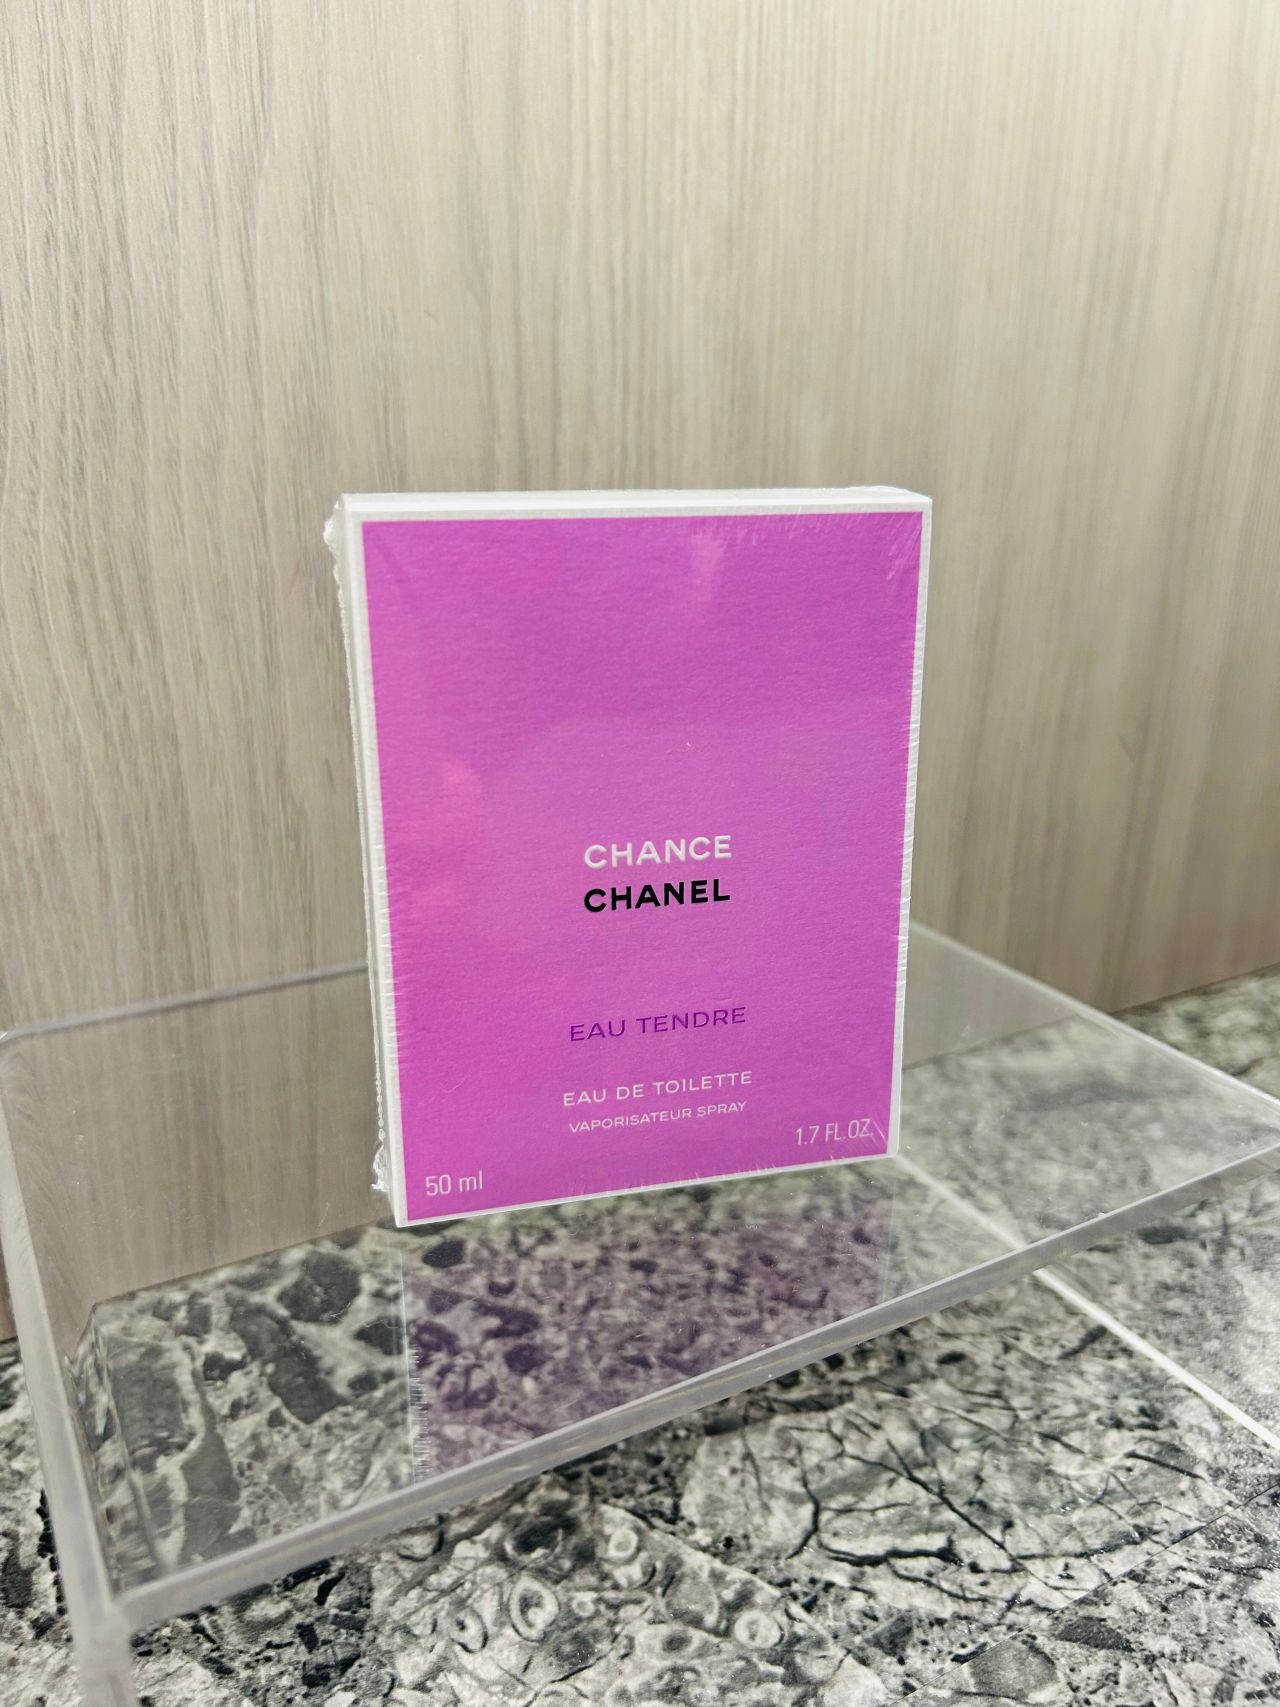 CHANCE
CHANEL
EAU TENDRE
EAU DE TOILETTE
VAPORISATEUR SPRAY
50 ml
1.7 FL.OZ.